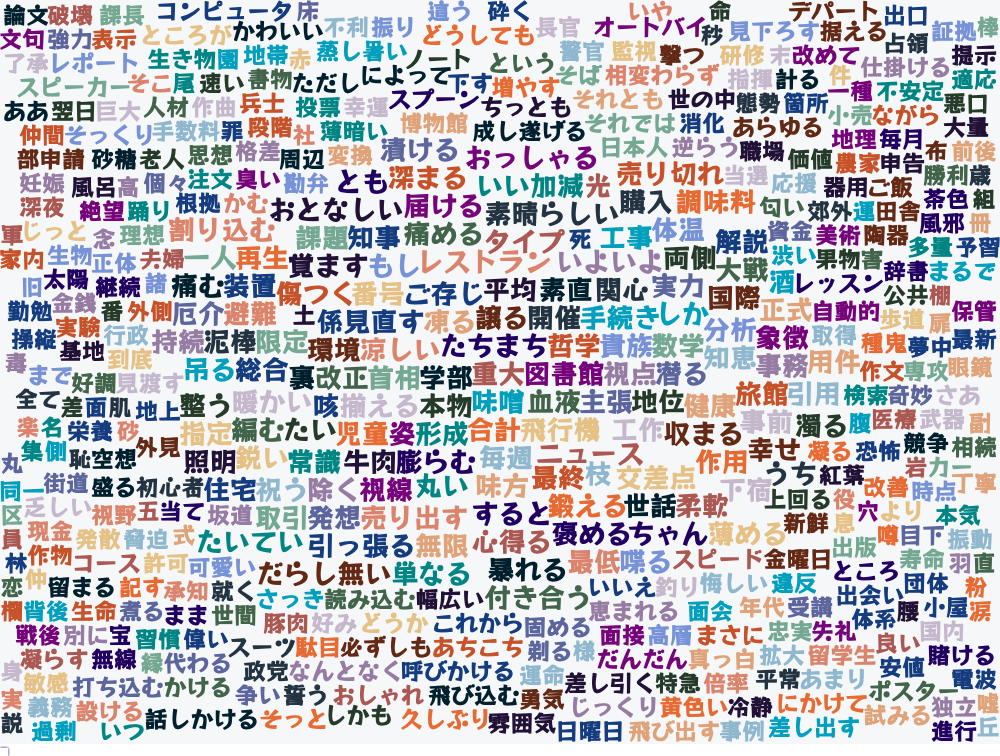 論文 破壊 課長 コンピュータ 床 違う 砕く いや 命 デパート 出口
文句 強力 表示 ところが かわいい 不利 振り どうしても 長官 オートバイ 秒 見下ろす 据える 占領 証拠 棒
了承 レポート 生き物 園 地帯 赤 蒸し暑い ノート という 警官 監視 撃つ 研修 末 改めて 仕掛ける 提示
スピーカー そこ 尾 速い 書物 ただし によって 下す 増やす そば 相変わらず 指揮 計る 件 一種 不安定 適応
ああ 翌日 巨大 人材 作曲 兵士 投票 幸運 スプーン ちっとも それとも 世の中 態勢 箇所 小売 ながら 悪口
仲間 そっくり 手数料 罪 段階 社 薄暗い 博物館 成し遂げる それでは 消化 あらゆる 地理 毎月 大量
部 申請 砂糖 老人 思想 格差 周辺 変換 漬ける おっしゃる 日本人 逆らう 職場 価値 農家 申告 布 前後
妊娠 風呂 高 個々 注文 臭い 勘弁 とも 深まる いい加減 光 売り切れ 当選 応援 器用 ご飯 勝利 歳
深夜 絶望 踊り 根拠 かむ おとなしい 届ける 素晴らしい 購入 調味料 匂い 郊外 運 田舎 茶色 組
軍 じっと 念 理想 割り込む 課題 知事 痛める タイプ 死 工事 体温 解説 資金 美術 陶器 風邪 冊
家内 生物 正体 夫婦 一人 再生 覚ます もし レストラン いよいよ 両側 大戦 渋い 果物 害 多量 予習
旧 太陽 継続 諸 痛む 装置 傷つく 番号 ご存じ 平均 素直 関心 実力 国際 酒 レッスン 辞書 まるで
勤勉 金銭 番 外側 厄介 避難 土 係 見直す 凍る 譲る 開催 手続き しか 分析 正式 自動的 公共 棚 保管
操縦 実験 行政 持続 泥棒 限定 環境 涼しい たちまち 哲学 貴族 数学 知恵 象徴 取得 歩道 扉 種 鬼 夢中 最新
毒 基地 到底 吊る 総合 裏 改正 首相 学部 重大 図書館 視点 潜る 事務 用件 作文 専攻 眼鏡
まで 好調 見渡す 暖かい 咳 揃える 本物 味噌 血液 主張 地位 健康 旅館 引用 検索 奇妙 さあ
全て 差 面 肌 地上 整う 指定 編む たい 児童 姿 形成 合計 飛行機 工作 収まる 事前 濁る 腹 医療 武器 副
楽 名 栄養 砂 外見 照明 鋭い 常識 牛肉 膨らむ 毎週 ニュース 作用 幸せ 凝る 恐怖 競争 相続
丸 集側 恥 空想 住宅 祝う 除く 視線 丸い 味方 最終 枝 交差点 下宿 うち 紅葉 岩 カー 丁寧
同一 街道 盛る 初心者 取引 発想 売り出す すると 鍛える 世話 柔軟 上回る 役 改善 時点
区 乏しい 視野 五 当て 坂道 たいてい 引っ張る 無限 心得る 褒める ちゃん 薄める 新鮮 息 穴 より 本気
員 現金 発散 脅迫 式 可愛い だらし無い 単なる 暴れる 最低 喋る スピード 金曜日 出版 噂 目下 振動
林 作物 コース 許可 就く さっき 読み込む 幅広い 付き合う いいえ 釣り 悔しい 違反 ところ 寿命 羽 直
恋 仲 留まる 記す 承知 世間 豚肉 好み どうか これから 恵まれる 面会 年代 受講 出会い 団体 粉
欄 背後 生命 煮る まま 偉い スーツ 駄目 必ずしも あちこち 固める 面接 高層 まさに 忠実 失礼 体系 腰 小屋 涙
戦後 別に 宝 習慣 代わる 政党 なんとなく 呼びかける 剃る 様 だんだん 真っ白 拡大 留学生 良い 国内
身 凝らす 無線 縁 争い 誓う おしゃれ 飛び込む 運命 差し引く 特急 倍率 平常 あまり 安値 賭ける
実 敏感 打ち込む かける そっと しかも 久しぶり 勇気 じっくり 黄色い 冷静 にかけて ポスター 電波
説 義務 設ける 話しかける 雰囲気 日曜日 飛び出す 事例 差し出す 試みる 独立 嘘
過剰 いつ 進行 丘